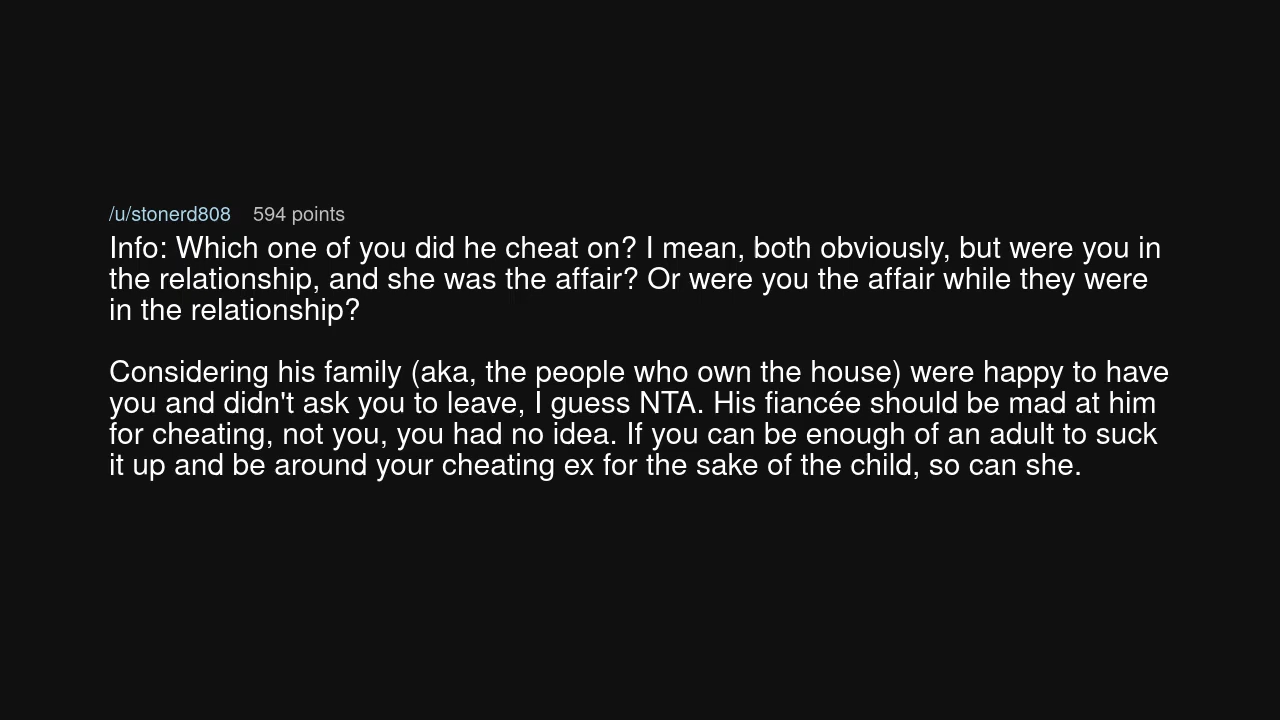 /u/stonerd808 594 points
Info: Which one of you did he cheat on? I mean, both obviously, but were you in
the relationship, and she was the affair? Or were you the affair while they were
in the relationship?
Considering his family (aka, the people who own the house) were happy to have
you and didn't ask you to leave, I guess NTA. His fiancée should be mad at him
for cheating, not you, you had no idea. If you can be enough of an adult to suck
it up and be around your cheating ex for the sake of the child, so can she.